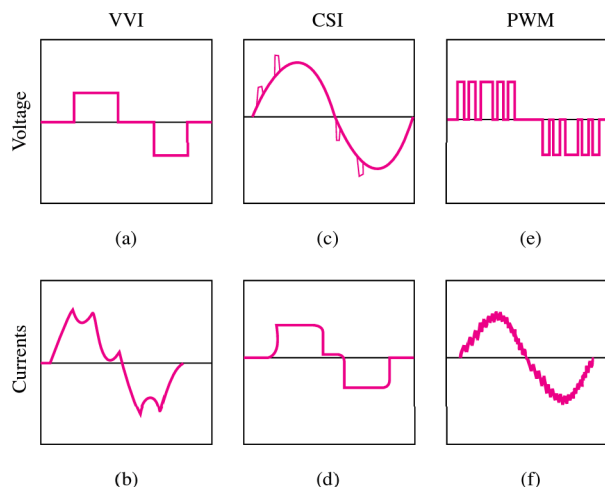 VVI CSI PWM
Voltage
(a) (c) (e)
Currents
(b) (d) (f)